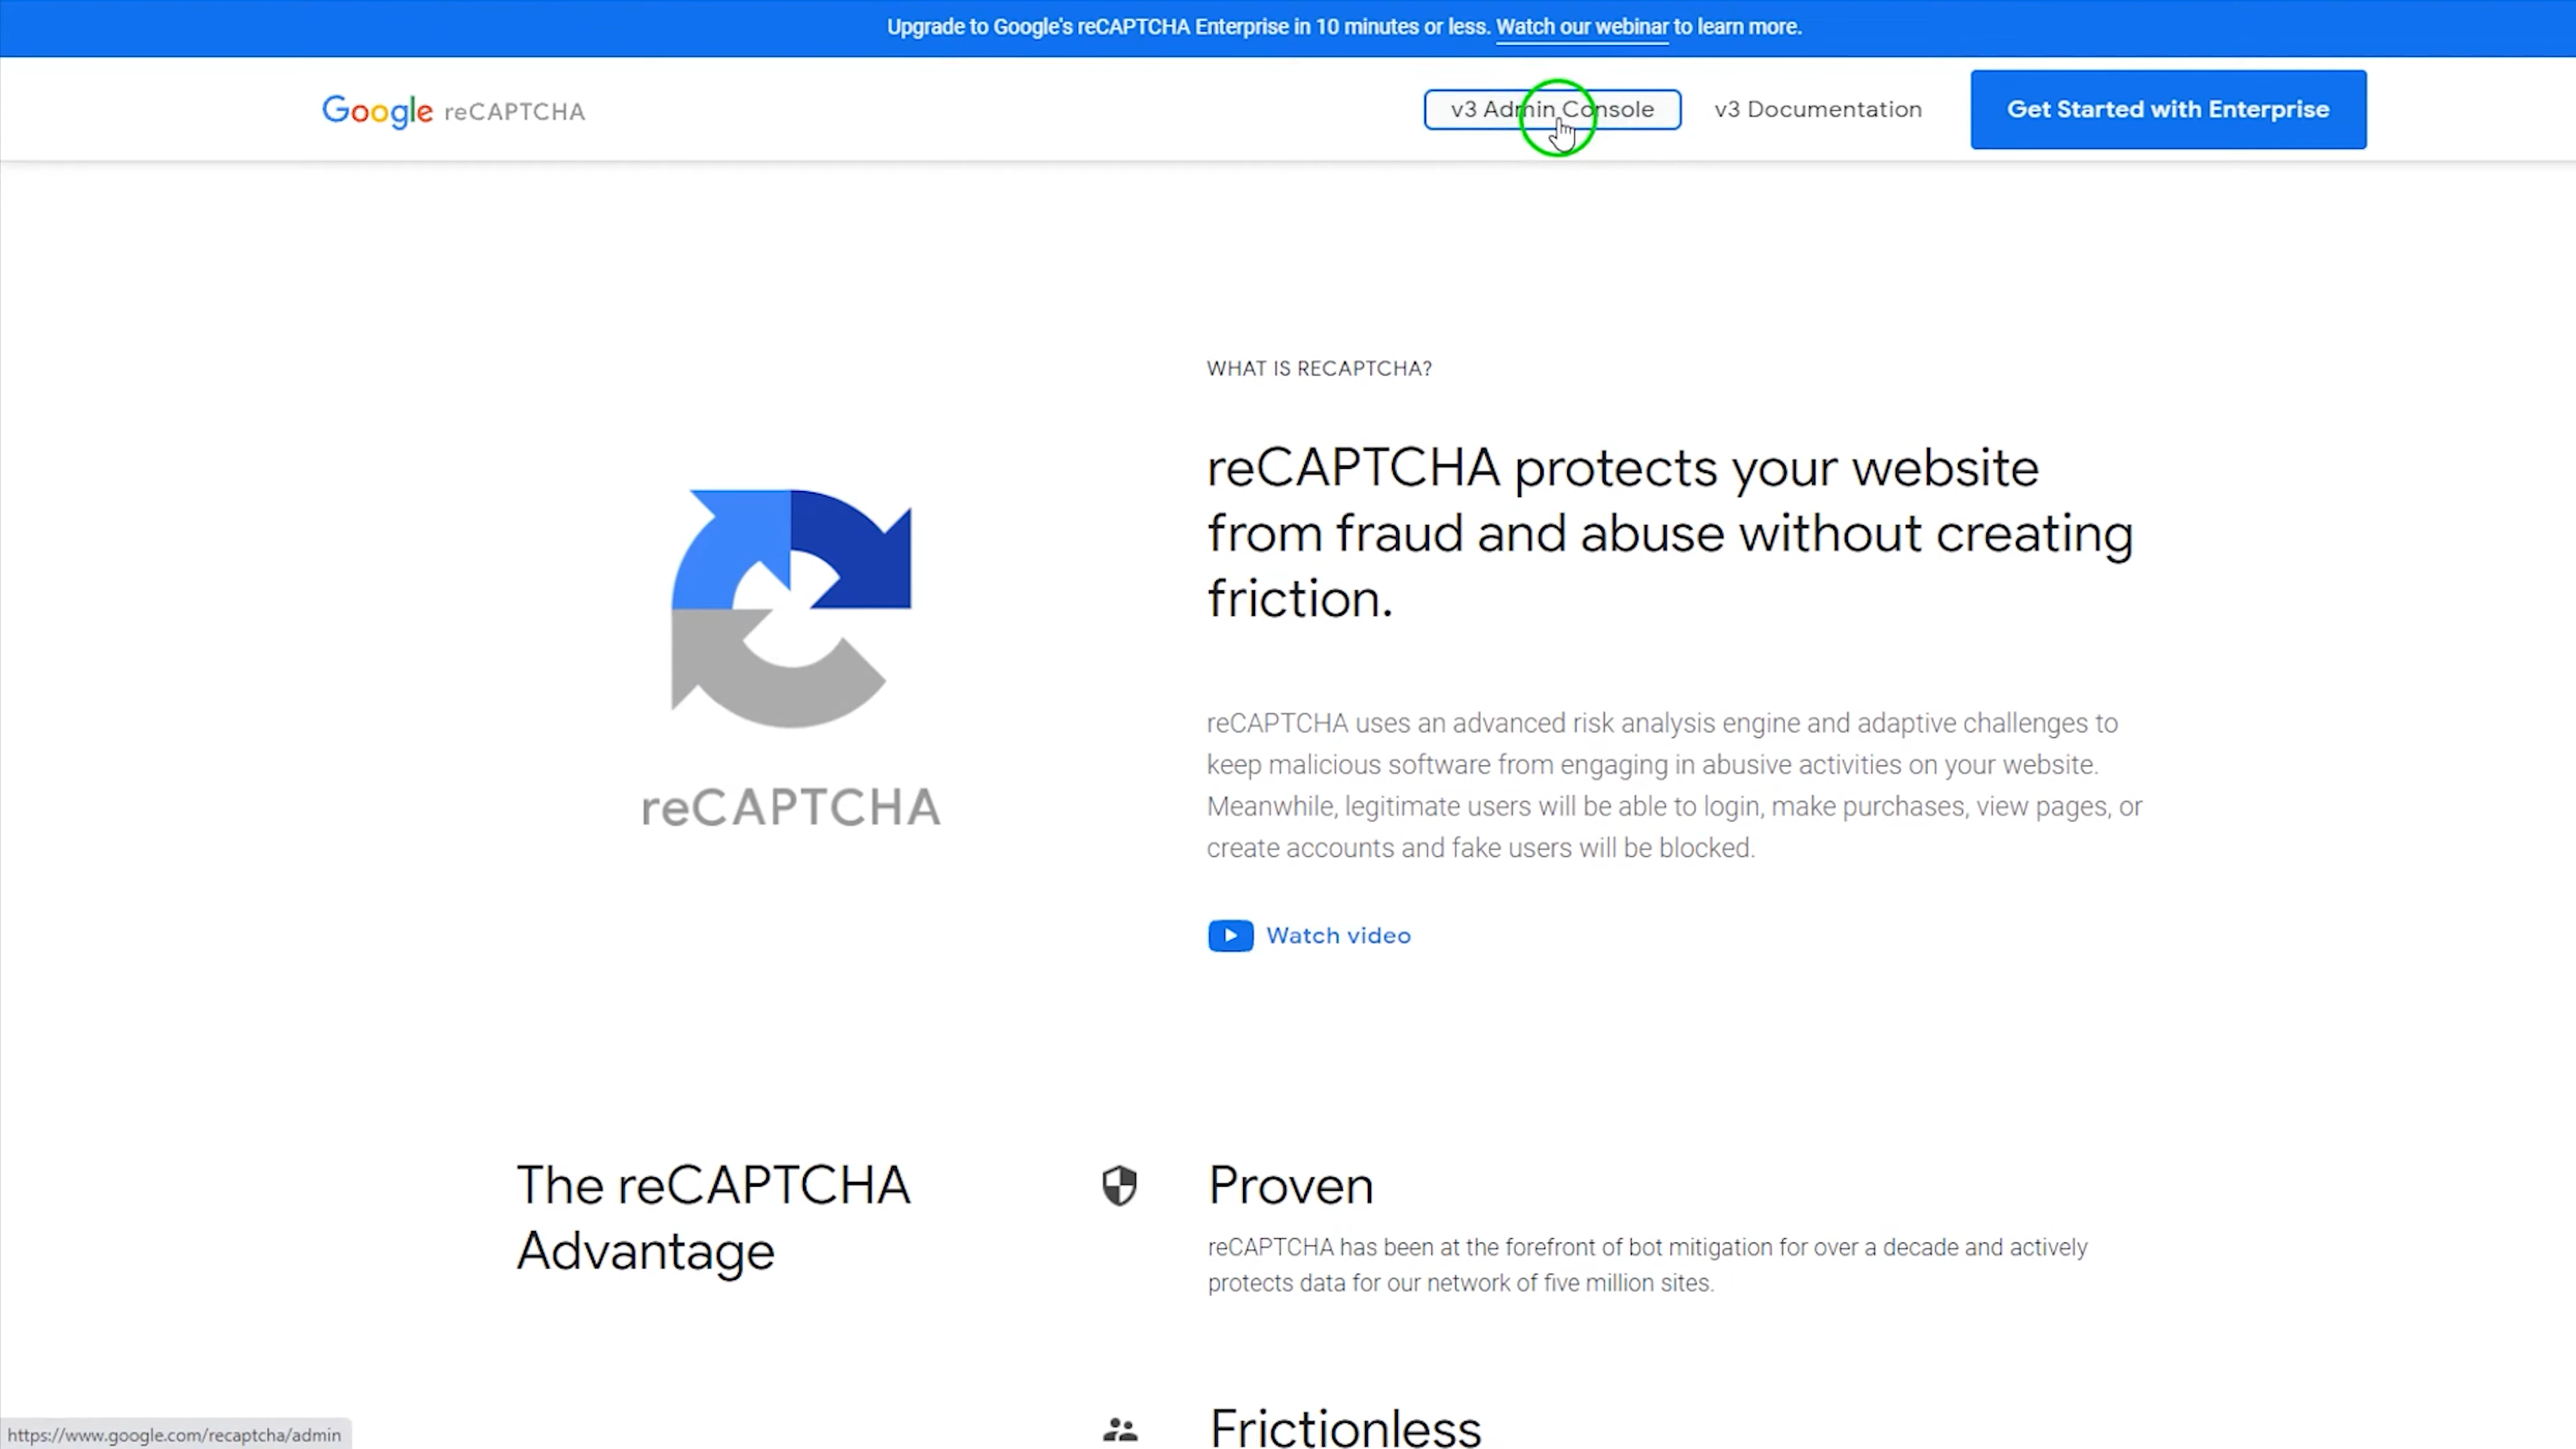 Upgrade to Google's reCAPTCHA Enterprise in 10 minutes or less. Watch our webinar to learn more.
Google reCAPTCHA
v3 Admin Console
v3 Documentation
Get Started with Enterprise
WHAT IS RECAPTCHA?
reCAPTCHA protects your website
from fraud and abuse without creating
friction.
reCAPTCHA
reCAPTCHA uses an advanced risk analysis engine and adaptive challenges to
keep malicious software from engaging in abusive activities on your website.
Meanwhile, legitimate users will be able to login, make purchases, view pages, or
create accounts and fake users will be blocked.
Watch video
The reCAPTCHA
Advantage
Proven
reCAPTCHA has been at the forefront of bot mitigation for over a decade and actively
protects data for our network of five million sites.
Frictionless
https://www.google.com/recaptcha/admin